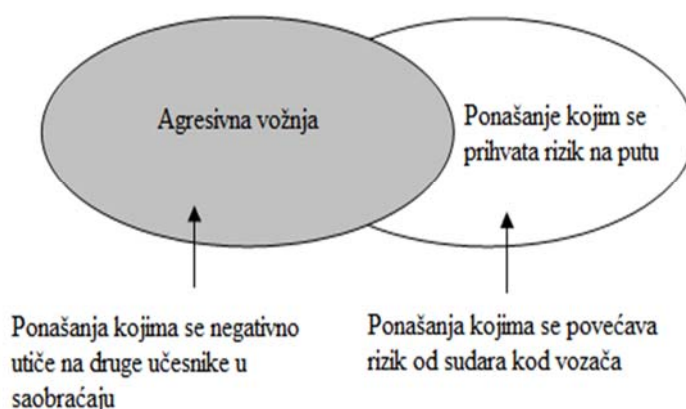 Agresivna vožnja
Ponašanje kojim se
prihvata rizik na putu
Ponašanja kojima se negativno
utiče na druge učesnike u
saobraćaju
Ponašanja kojima se povećava
rizik od sudara kod vozača